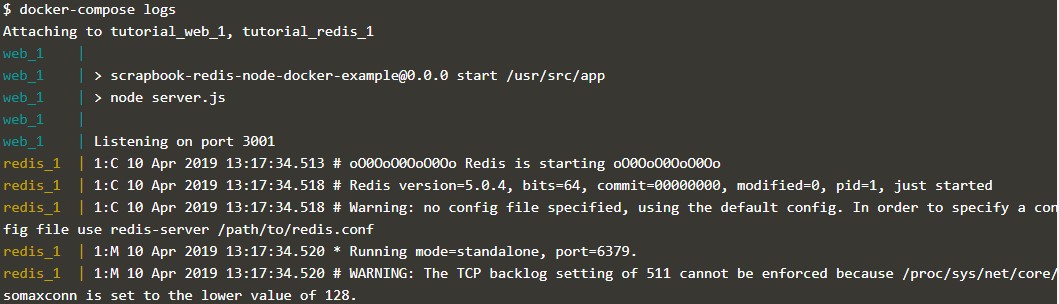 $ docker-compose logs
Attaching to tutorial_web_1, tutorial_redis_1
web_1    |
web_1    | > scrapbook-redis-node-docker-example@0.0.0 start /usr/src/app
web_1    | > node server.js
web_1    |
web_1    | Listening on port 3001
redis_1  | 1:C 10 Apr 2019 13:17:34.513 # oO0OoO0OoO0Oo Redis is starting oO0OoO0OoO0Oo
redis_1  | 1:C 10 Apr 2019 13:17:34.518 # Redis version=5.0.4, bits=64, commit=00000000, modified=0, pid=1, just started
redis_1  | 1:C 10 Apr 2019 13:17:34.518 # Warning: no config file specified, using the default config. In order to specify a con
fig file use redis-server /path/to/redis.conf
redis_1  | 1:M 10 Apr 2019 13:17:34.520 * Running mode=standalone, port=6379.
redis_1  | 1:M 10 Apr 2019 13:17:34.520 # WARNING: The TCP backlog setting of 511 cannot be enforced because /proc/sys/net/core/
somaxconn is set to the lower value of 128.